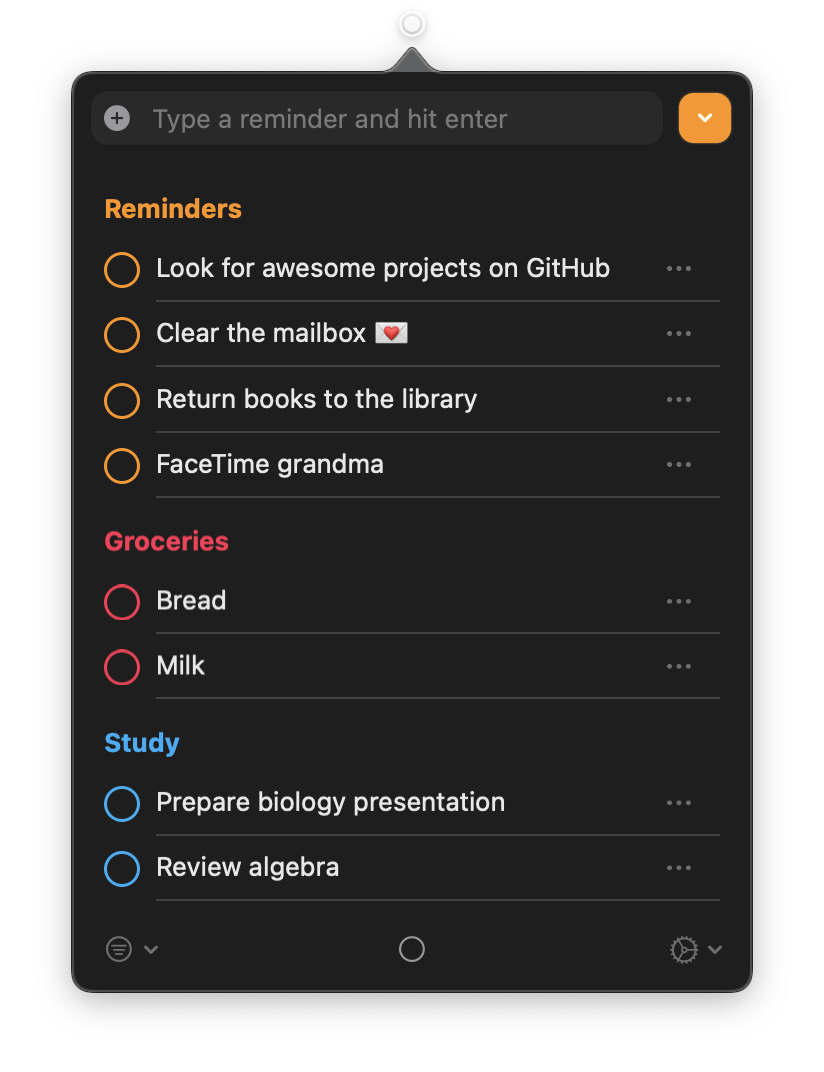 Type a reminder and hit enter
Reminders
Look for awesome projects on GitHub
Clear the mailbox 💌
Return books to the library
FaceTime grandma
Groceries
Bread
Milk
Study
Prepare biology presentation
Review algebra